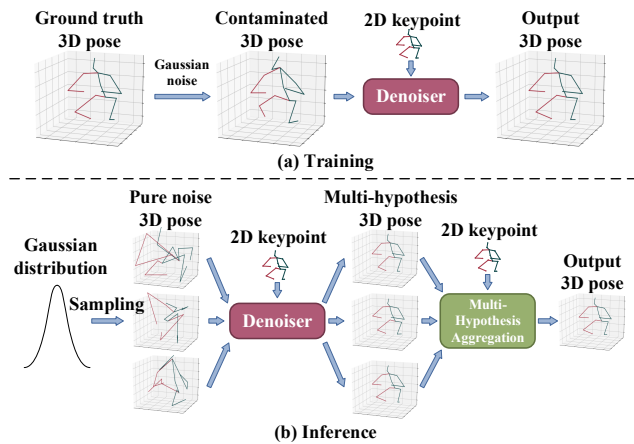 Ground truth
3D pose
Contaminated
3D pose
2D keypoint
Output
3D pose
Gaussian
noise
Denoiser
(a) Training
Pure noise
3D pose
Multi-hypothesis
3D pose
Gaussian
distribution
2D keypoint
2D keypoint
Output
3D pose
Sampling
Denoiser
Multi-
Hypothesis
Aggregation
(b) Inference